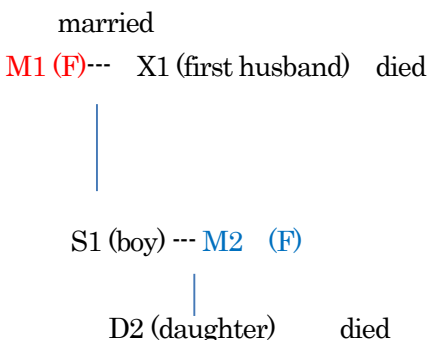 married
M1 (F)--- X1 (first husband) died
S1 (boy) --- M2 (F)
D2 (daughter) died